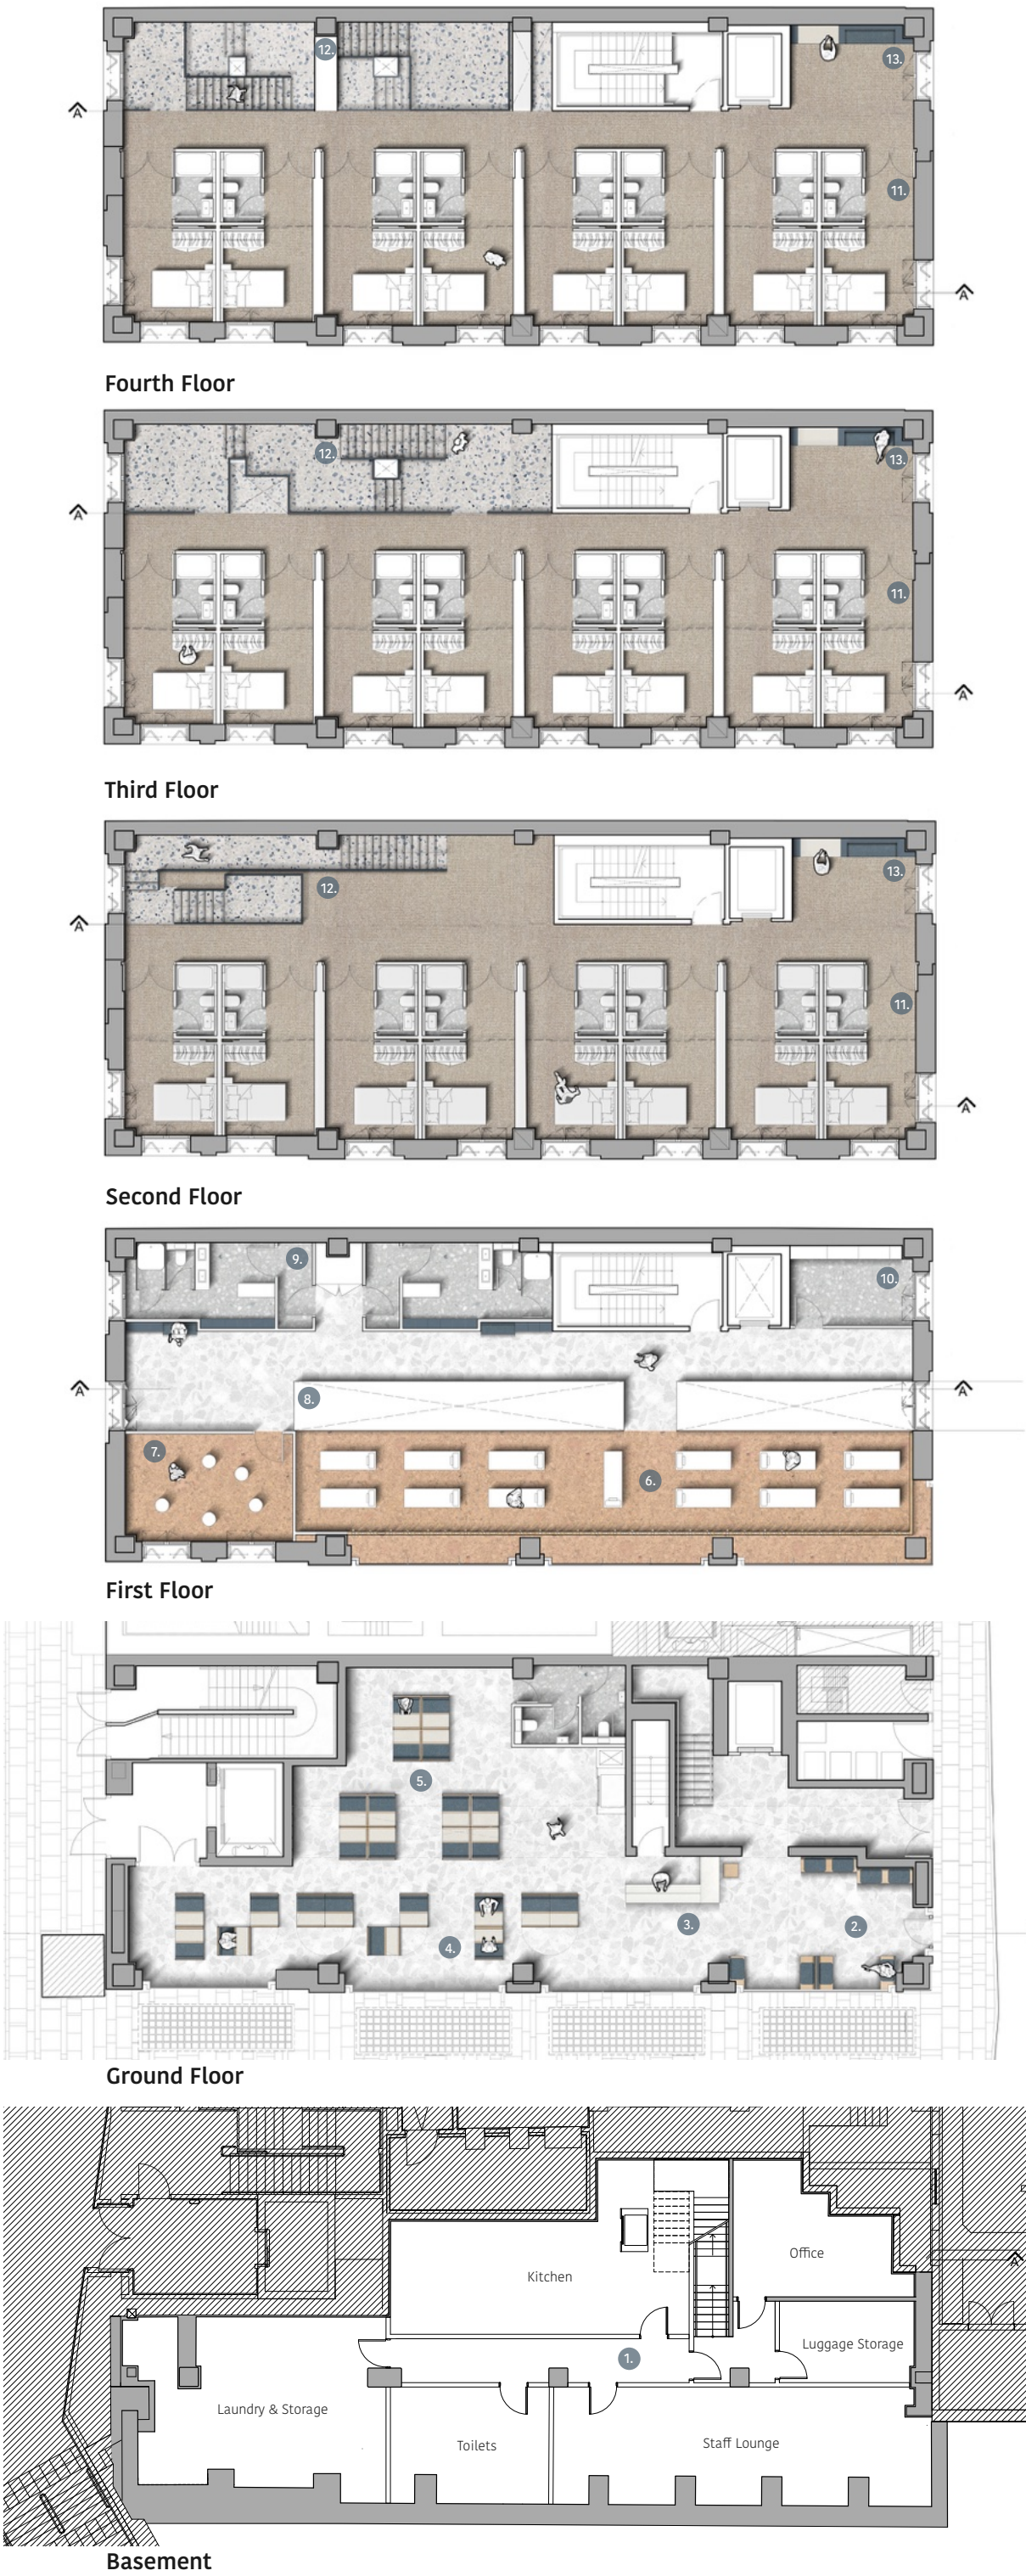 12.
13.
A
11.
A
Fourth Floor
12.
13.
A
11.
A
Third Floor
12.
13.
A
11.
A
Second Floor
9.
10.
A
8.
A
7.
6.
First Floor
5.
3.
2.
4.
Ground Floor
Office
A
Kitchen
Luggage Storage
1.
Laundry & Storage
Staff Lounge
Toilets
Basement